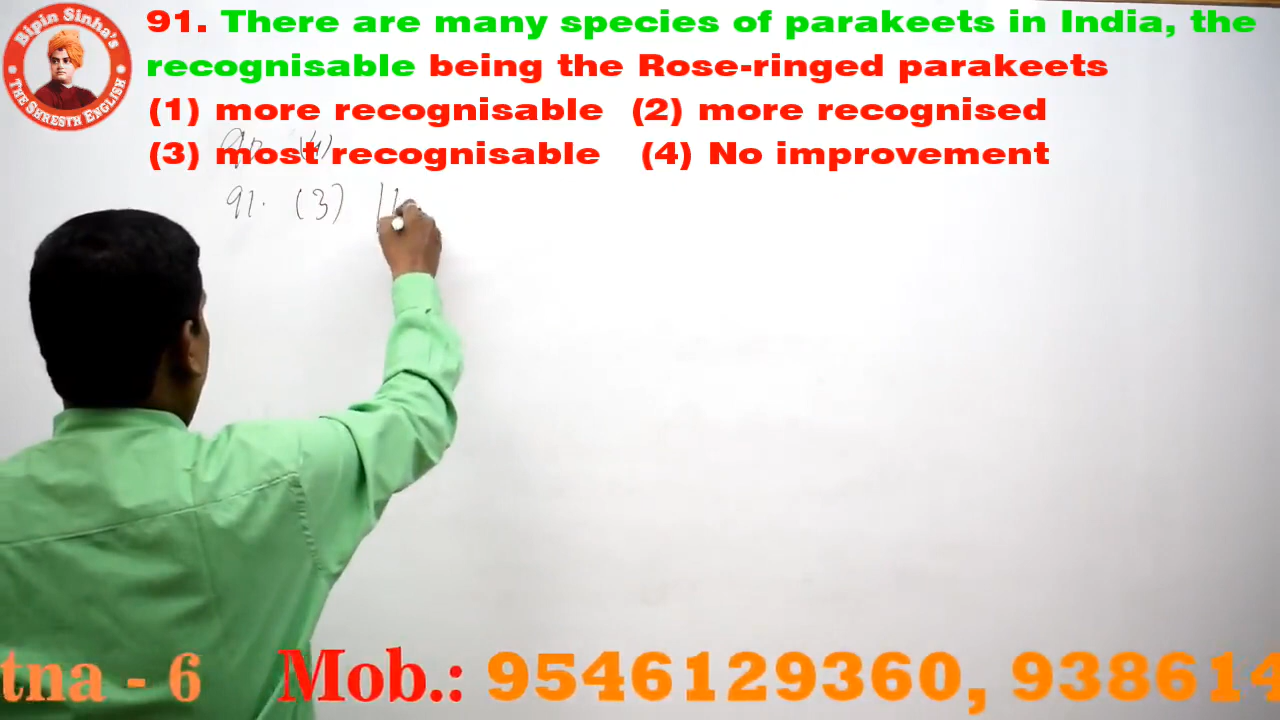 Bipin Sinha's
THE SHRESTH ENGLISH
91. There are many species of parakeets in India, the
recognisable being the Rose-ringed parakeets
(1) more recognisable (2) more recognised
(3) most recognisable (4) No improvement
91. (3)
tna - 6 Mob.: 9546129360, 938614